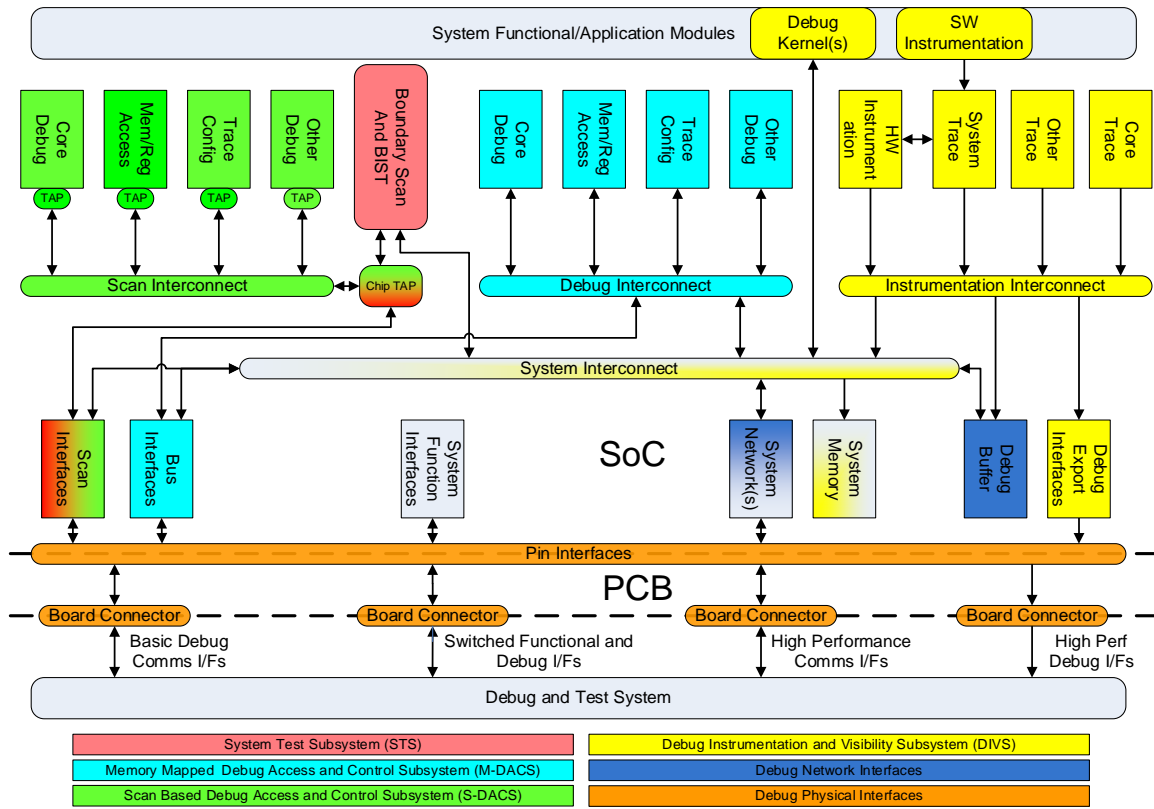 System Functional/Application Modules
Debug
Kernel(s)
SW
Instrumentation
Core
Debug
Mem/Reg
Access
Trace
Config
Other
Debug
Boundary Scan
And BIST
Core
Debug
Mem/Reg
Access
Trace
Config
Other
Debug
HW
Instrument
ation
System
Trace
Other
Trace
Core
Trace
TAP
TAP
TAP
TAP
Scan Interconnect
Chip TAP
Debug Interconnect
Instrumentation Interconnect
System Interconnect
Scan
Interfaces
Bus
Interfaces
System
Function
Interfaces
SoC
System
Network(s)
System
Memory
Debug
Buffer
Debug
Export
Interfaces
Pin Interfaces
PCB
Board Connector
Board Connector
Board Connector
Board Connector
Basic Debug
Comms I/Fs
Switched Functional and
Debug I/Fs
High Performance
Comms I/Fs
High Perf
Debug I/Fs
Debug and Test System
System Test Subsystem (STS)
Debug Instrumentation and Visibility Subsystem (DIVS)
Memory Mapped Debug Access and Control Subsystem (M-DACS)
Debug Network Interfaces
Scan Based Debug Access and Control Subsystem (S-DACS)
Debug Physical Interfaces